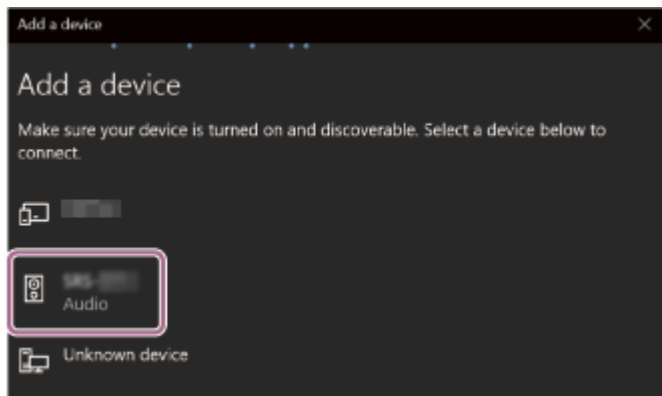 Add a device
Add a device
Make sure your device is turned on and discoverable. Select a device below to
connect.
SRS-
Audio
Unknown device